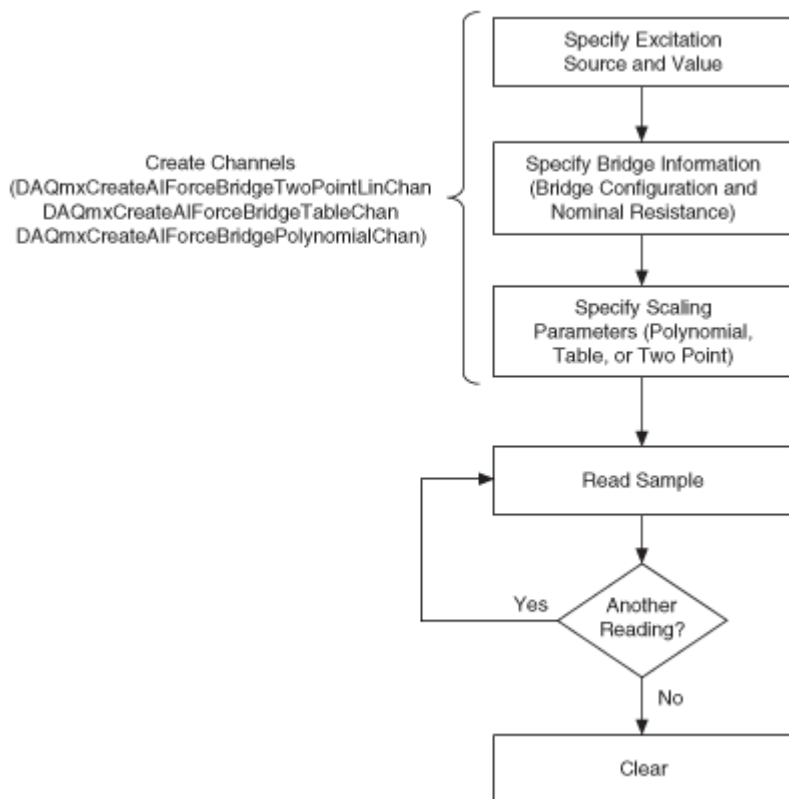 Specify Excitation
Source and Value
Create Channels
(DAQmxCreateAIForceBridgeTwoPointLinChan
DAQmxCreateAIForceBridgeTableChan
DAQmxCreateAIForceBridgePolynomialChan)
Specify Bridge Information
(Bridge Configuration and
Nominal Resistance)
Specify Scaling
Parameters (Polynomial,
Table, or Two Point)
Read Sample
Yes
Another
Reading?
No
Clear